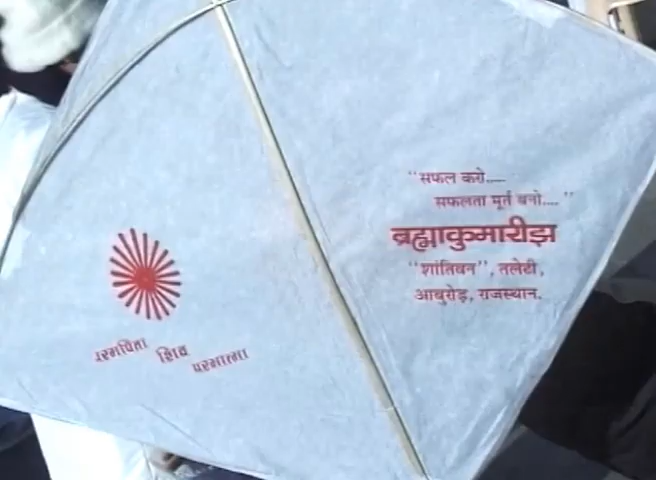 "सफल करो....
सफलता मूर्त बनो...."
ब्रह्माकुमारीझ
"शांतिवन", तलेटी,
आबुरोड़, राजस्थान.
परमपिता शिव परमात्मा